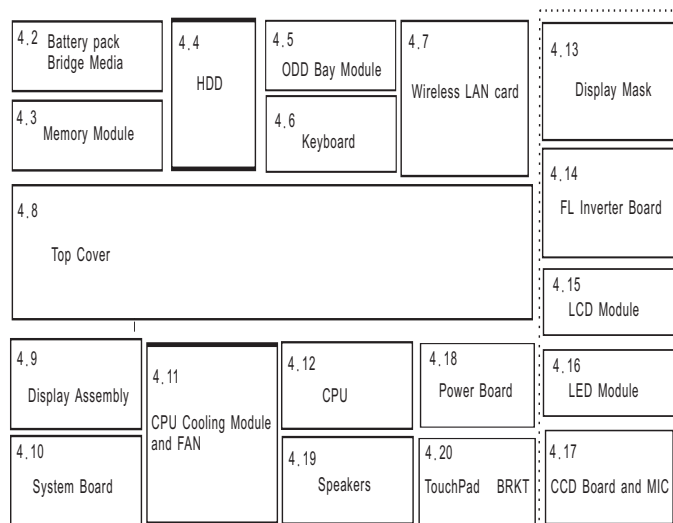 4.2 Battery pack
Bridge Media
4.3
Memory Module
4.4
HDD
4.5
ODD Bay Module
4.6
Keyboard
4.7
Wireless LAN card
4.8
Top Cover
4.9
Display Assembly
4.10
System Board
4.11
CPU Cooling Module
and FAN
4.12
CPU
4.19
Speakers
4.18
Power Board
4.20
TouchPad BRKT
4.13
Display Mask
4.14
FL Inverter Board
4.15
LCD Module
4.16
LED Module
4.17
CCD Board and MIC